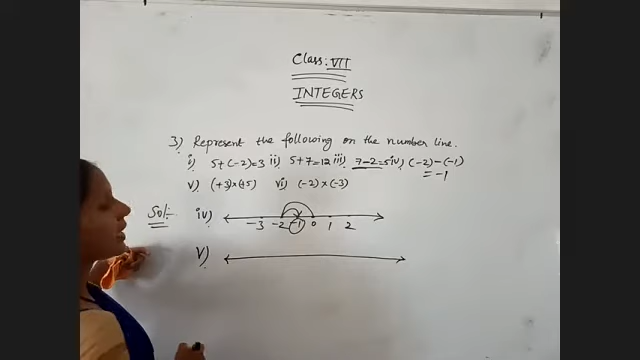 Class: VII
INTEGERS
3) Represent the following on the number line.
i) 5+(-2)=3 ii) 5+7=12 iii) 7-2=5 iv) (-2)-(-1)
=-1
v) (+3)×(+5) vi) (-2)×(-3)
Sol:- iv) -3 -2 -1 0 1 2
v)